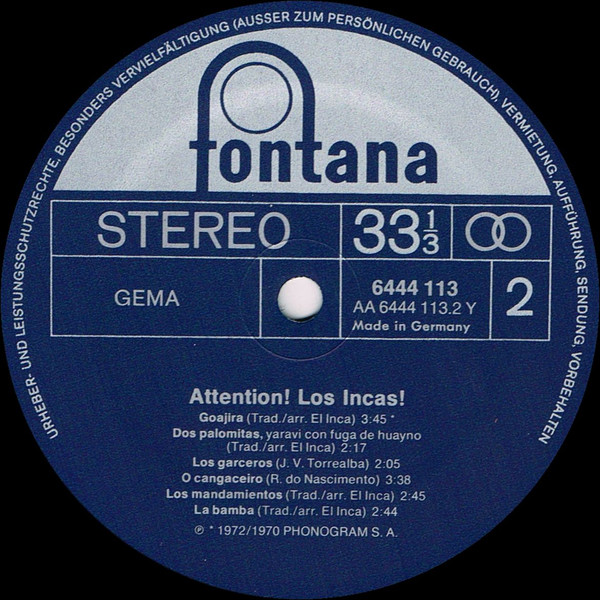 URHEBER- UND LEISTUNGSSCHUTZRECHTE, BESONDERS VERVIELFÄLTIGUNG (AUSSER ZUM PERSÖNLICHEN GEBRAUCH), VERMIETUNG, AUFFÜHRUNG, SENDUNG, VORBEHALTEN
fontana
STEREO 33 1/3
GEMA
6444 113
AA 6444 113.2 Y
Made in Germany
2
Attention! Los Incas!
Goajira (Trad./arr. El Inca) 3:45 *
Dos palomitas, yaravi con fuga de huayno
(Trad./arr. El Inca) 2:17
Los garceros (J. V. Torrealba) 2:05
O cangaceiro (R. do Nascimento) 3:38
Los mandamientos (Trad./arr. El Inca) 2:45
La bamba (Trad./arr. El Inca) 2:44
℗ * 1972/1970 PHONOGRAM S. A.